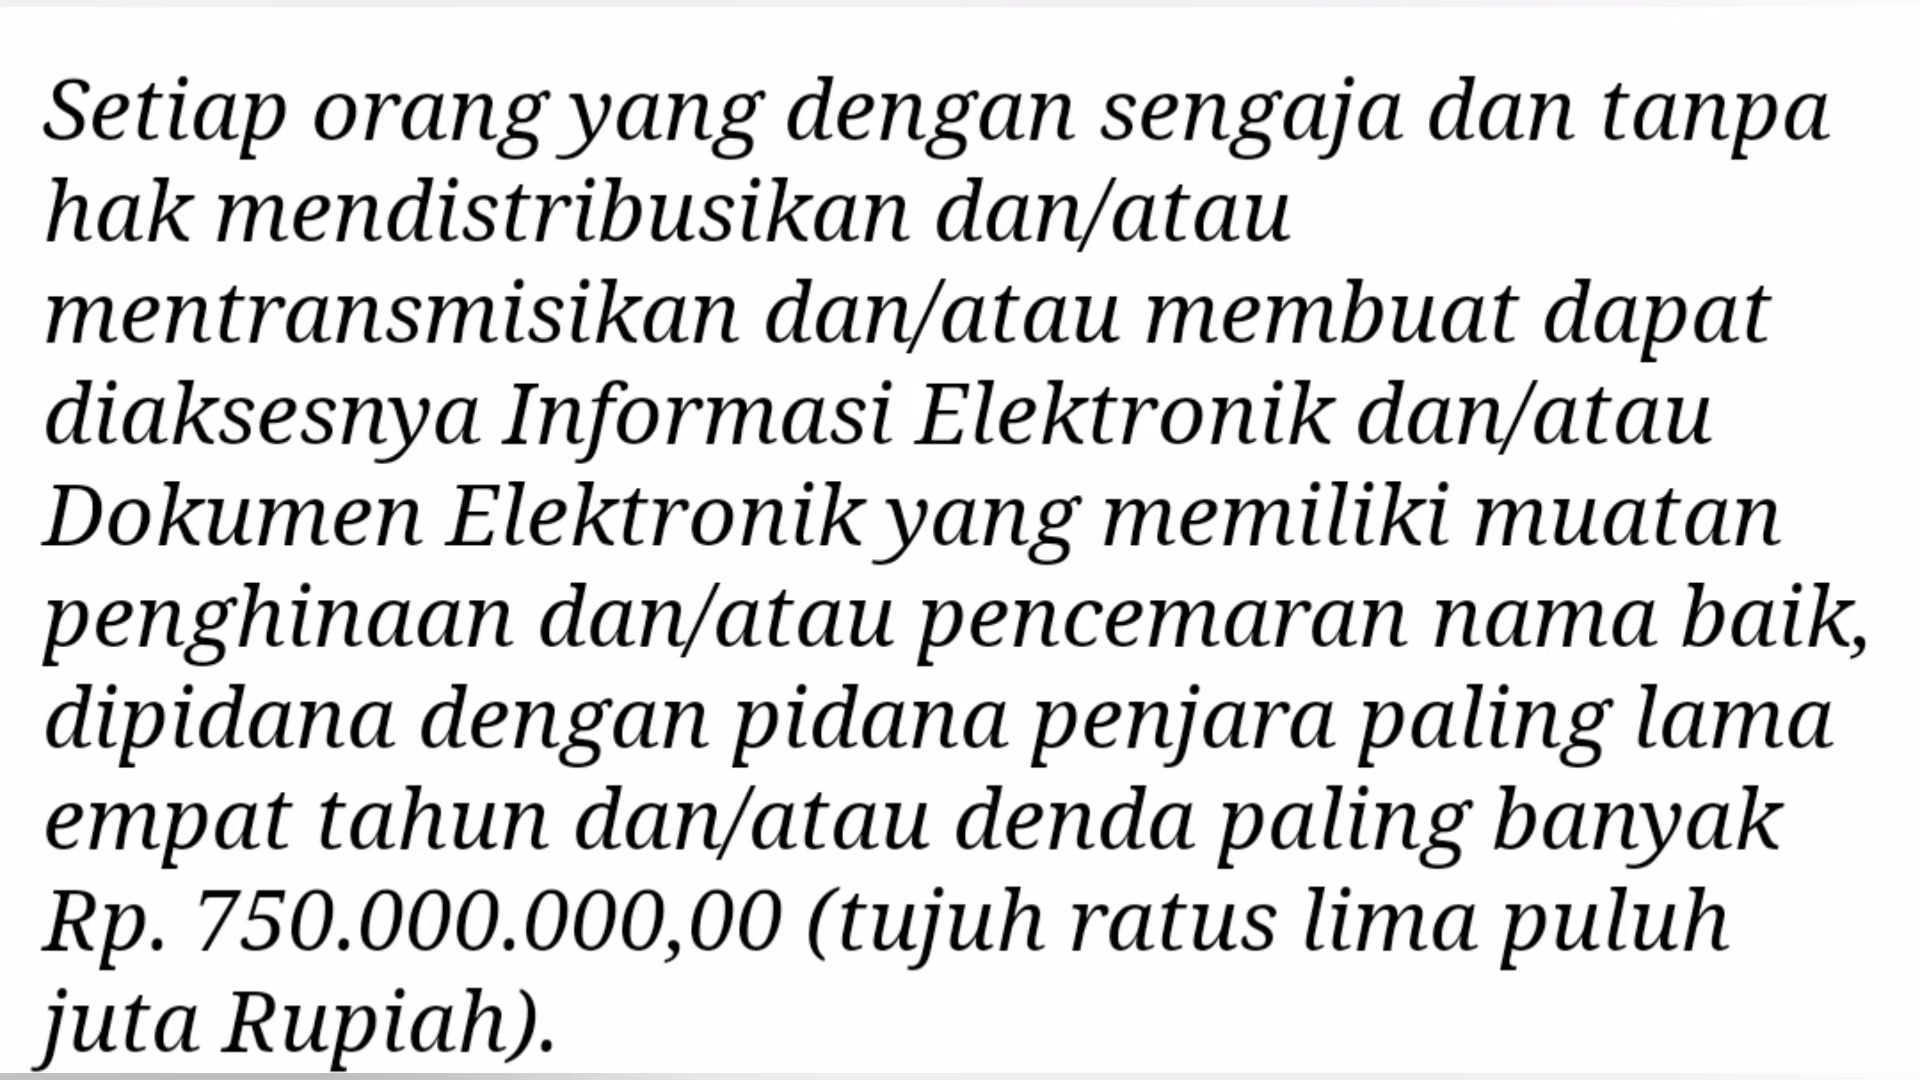 Setiap orang yang dengan sengaja dan tanpa
hak mendistribusikan dan/atau
mentransmisikan dan/atau membuat dapat
diaksesnya Informasi Elektronik dan/atau
Dokumen Elektronik yang memiliki muatan
penghinaan dan/atau pencemaran nama baik,
dipidana dengan pidana penjara paling lama
empat tahun dan/atau denda paling banyak
Rp. 750.000.000,00 (tujuh ratus lima puluh
juta Rupiah).